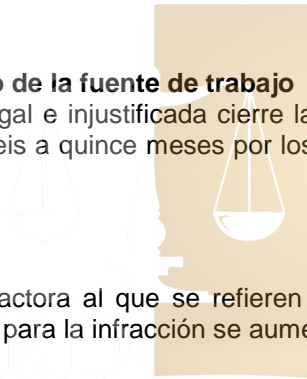 de la fuente de trabajo
gal e injustificada cierre la
eis a quince meses por los
actora al que se refieren
para la infracción se aume